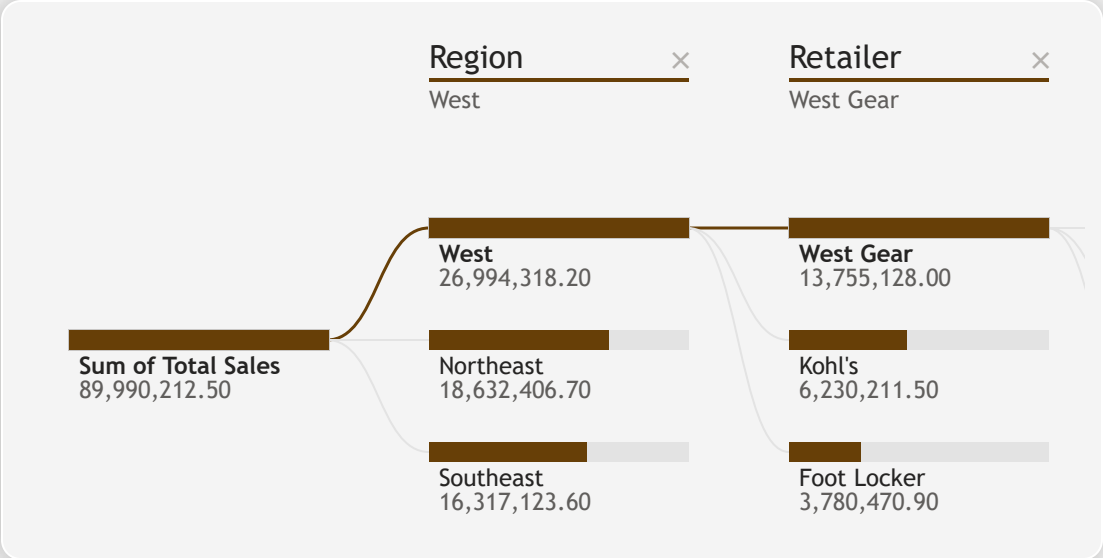 Region
West
Retailer
West Gear
Sum of Total Sales
89,990,212.50
West
26,994,318.20
Northeast
18,632,406.70
Southeast
16,317,123.60
West Gear
13,755,128.00
Kohl's
6,230,211.50
Foot Locker
3,780,470.90